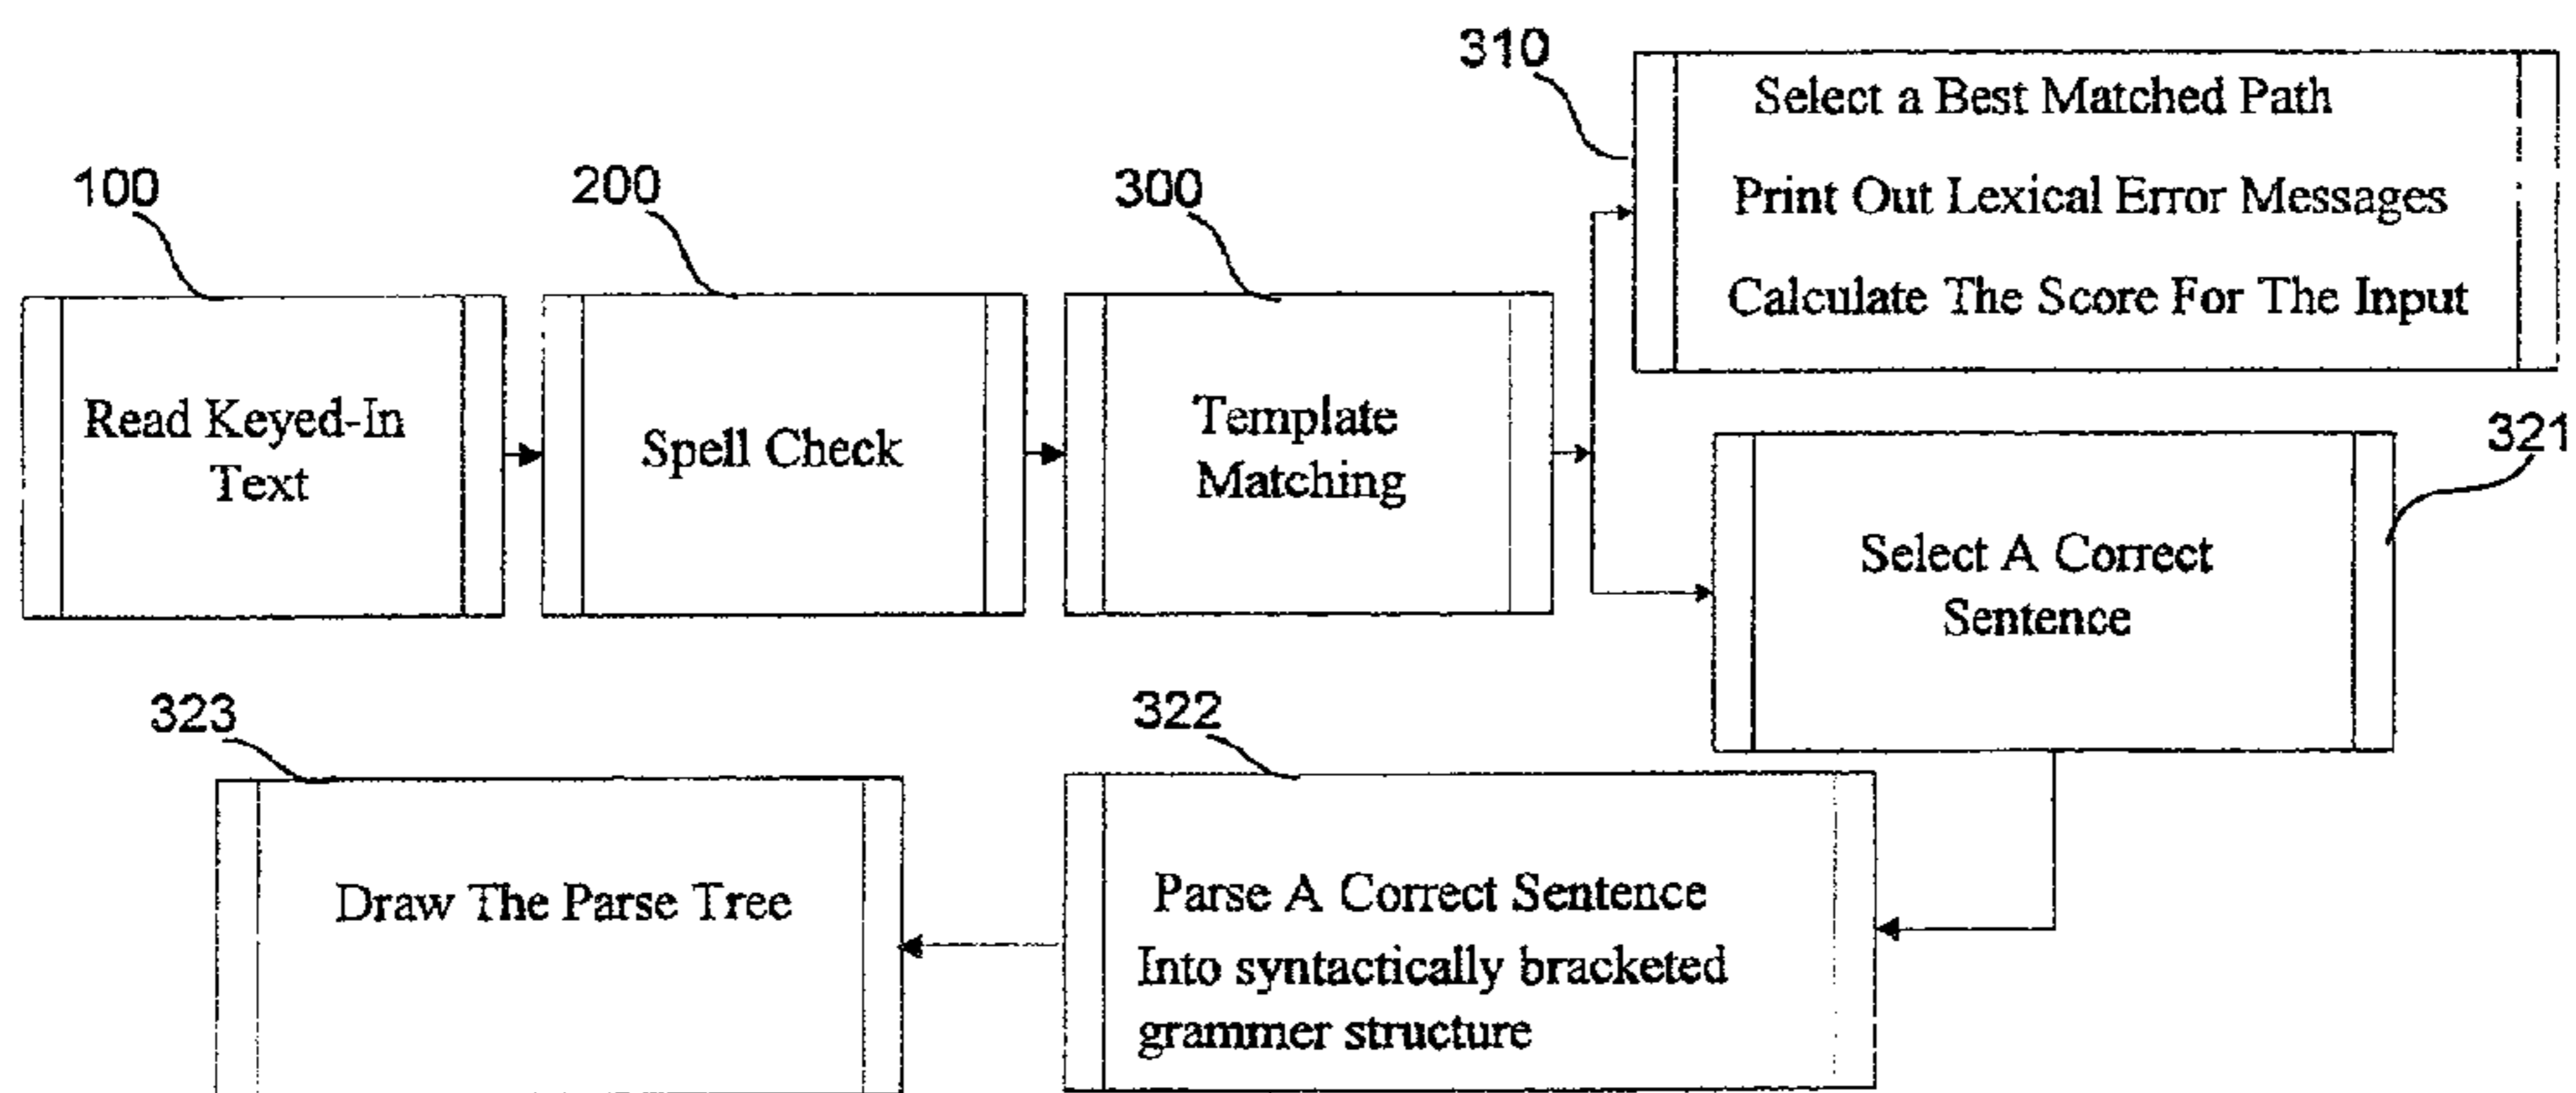 310
Select a Best Matched Path
Print Out Lexical Error Messages
Calculate The Score For The Input
100
200
300
Read Keyed-In
Text
Spell Check
Template
Matching
321
Select A Correct
Sentence
323
322
Draw The Parse Tree
Parse A Correct Sentence
Into syntactically bracketed
grammer structure